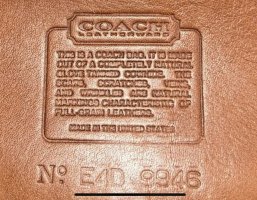 COACH
LEATHERWARE
THIS IS A COACH BAG. IT IS MADE
OUT OF A COMPLETELY NATURAL
GLOVE TANNED COWHIDE. THE
SCARS, SCRATCHES, VEINS
AND WRINKLES ARE NATURAL
MARKINGS CHARACTERISTIC OF
FULL-GRAIN LEATHERS.
MADE IN THE UNITED STATES
No E4D 9946